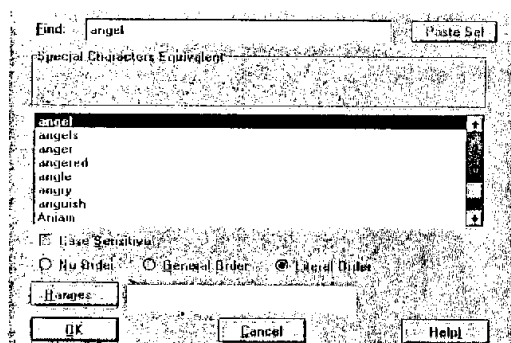 Find: angel Paste Sel
Special Characters Equivalent
angel
angels
anger
angered
angle
angry
anguish
Aniam
Case Sensitive
No Order General Order Literal Order
Ranges
OK Cancel Help!